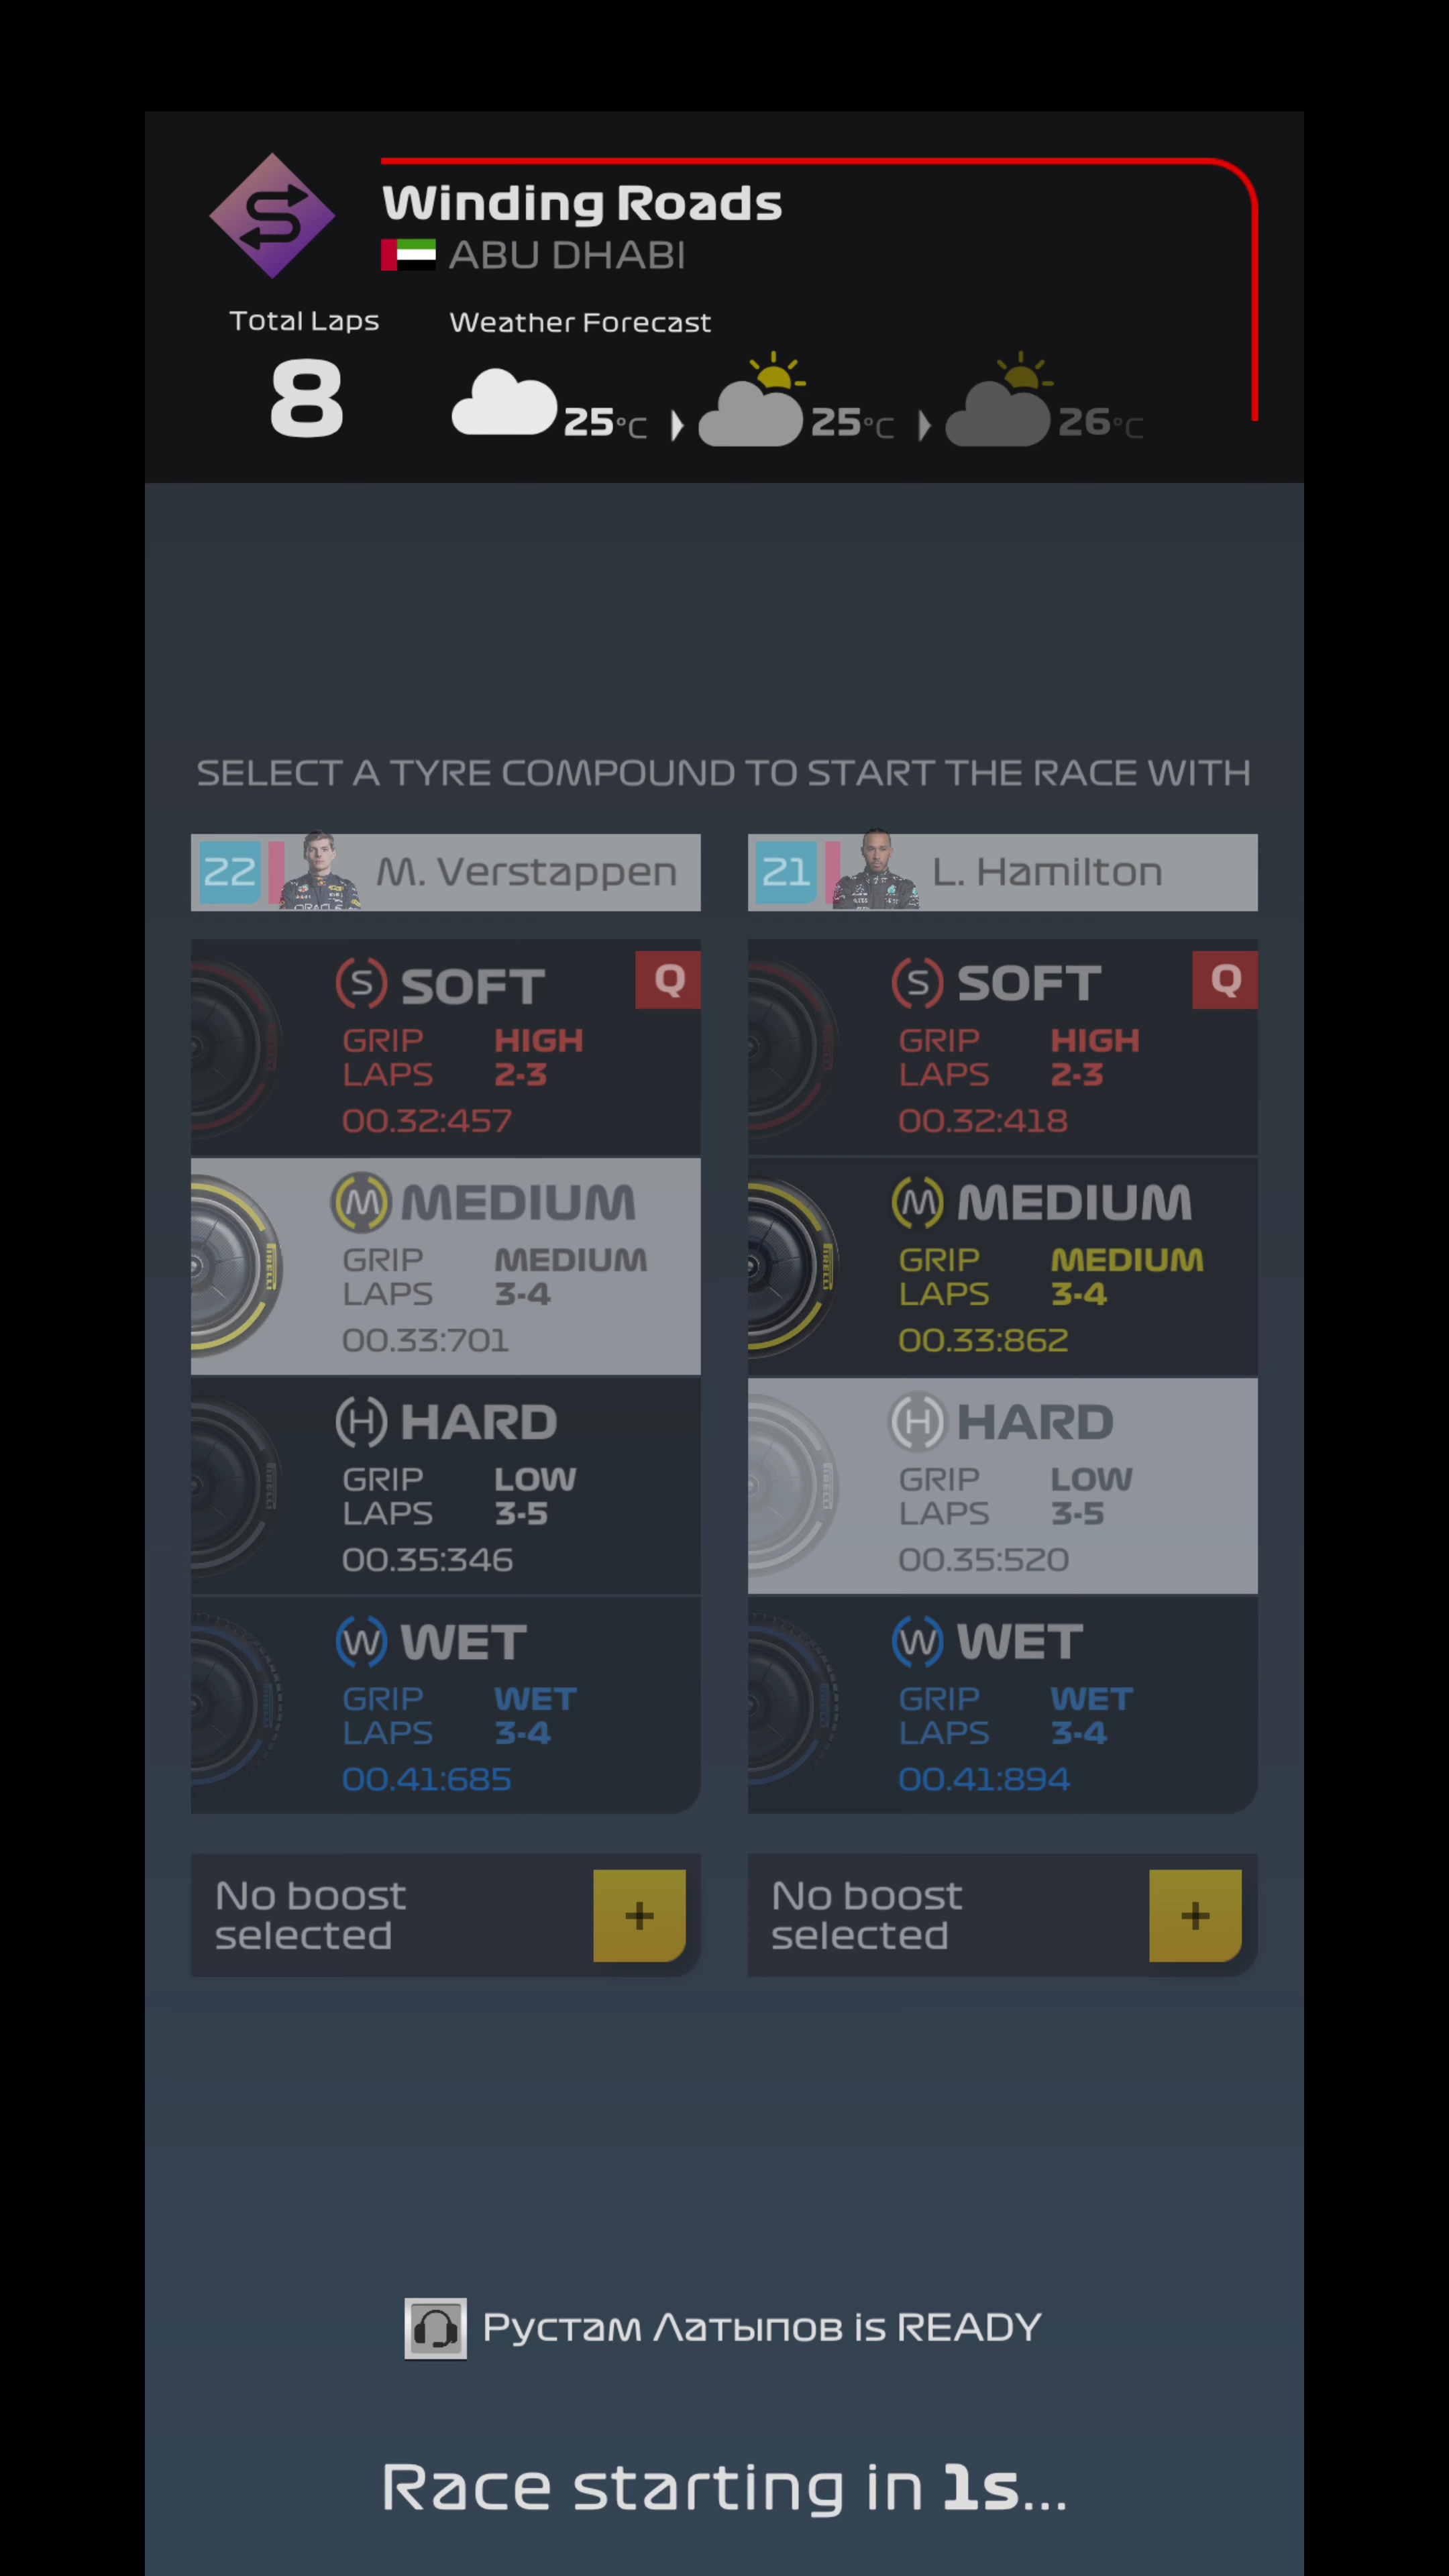 Winding Roads
ABU DHABI
Total Laps
Weather Forecast
8
25°C
25°C
26°C
SELECT A TYRE COMPOUND TO START THE RACE WITH
22 M. Verstappen
21 L. Hamilton
S SOFT Q
GRIP HIGH
LAPS 2-3
00.32:457
S SOFT Q
GRIP HIGH
LAPS 2-3
00.32:418
M MEDIUM
GRIP MEDIUM
LAPS 3-4
00.33:701
M MEDIUM
GRIP MEDIUM
LAPS 3-4
00.33:862
H HARD
GRIP LOW
LAPS 3-5
00.35:346
H HARD
GRIP LOW
LAPS 3-5
00.35:520
W WET
GRIP WET
LAPS 3-4
00.41:685
W WET
GRIP WET
LAPS 3-4
00.41:894
No boost
selected
+
No boost
selected
+
Рустам Латыпов is READY
Race starting in 1s...